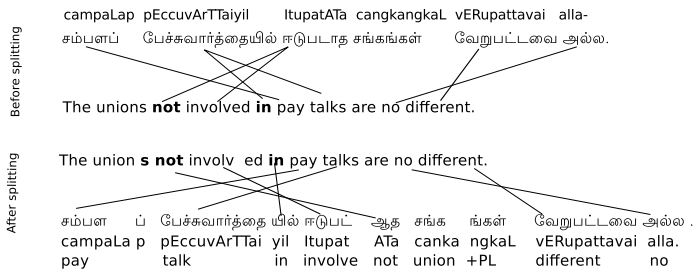 campaLap pEccuvArTTaiyil ItupatATa cangkangkaL vERupattavai alla-
சம்பளப் பேச்சுவார்த்தையில் ஈடுபடாத சங்கங்கள் வேறுபட்டவை அல்ல.
Before splitting
The unions not involved in pay talks are no different.
The union s not involv ed in pay talks are no different.
After splitting
சம்பள ப் பேச்சுவார்த்தை யில் ஈடுபட் ஆத சங்க ங்கள் வேறுபட்டவை அல்ல .
campaLa p pEccuvArTTai yil Itupat ATa canka ngkaL vERupattavai alla.
pay talk in involve not union +PL different no